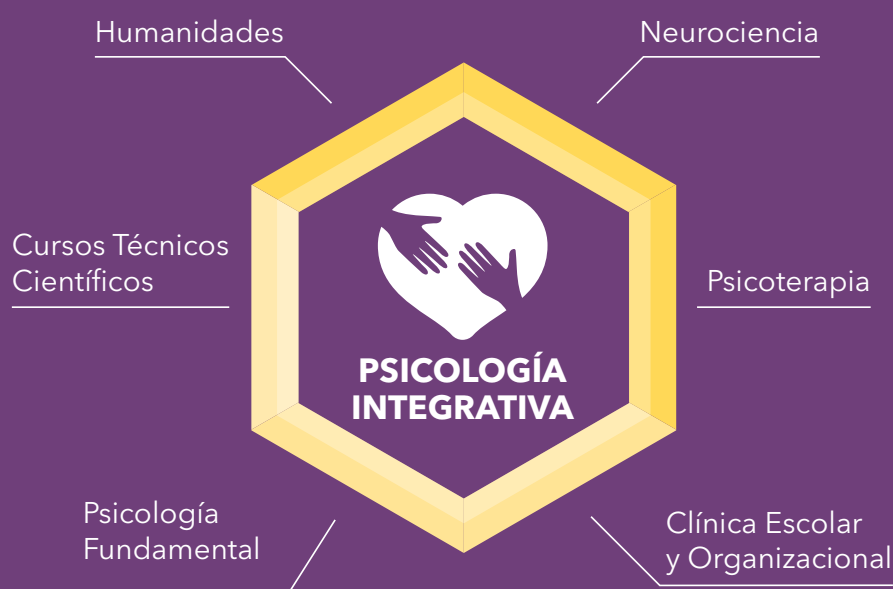 Humanidades
Neurociencia
Cursos Técnicos
Científicos
Psicoterapia
PSICOLOGÍA
INTEGRATIVA
Psicología
Fundamental
Clínica Escolar
y Organizacional